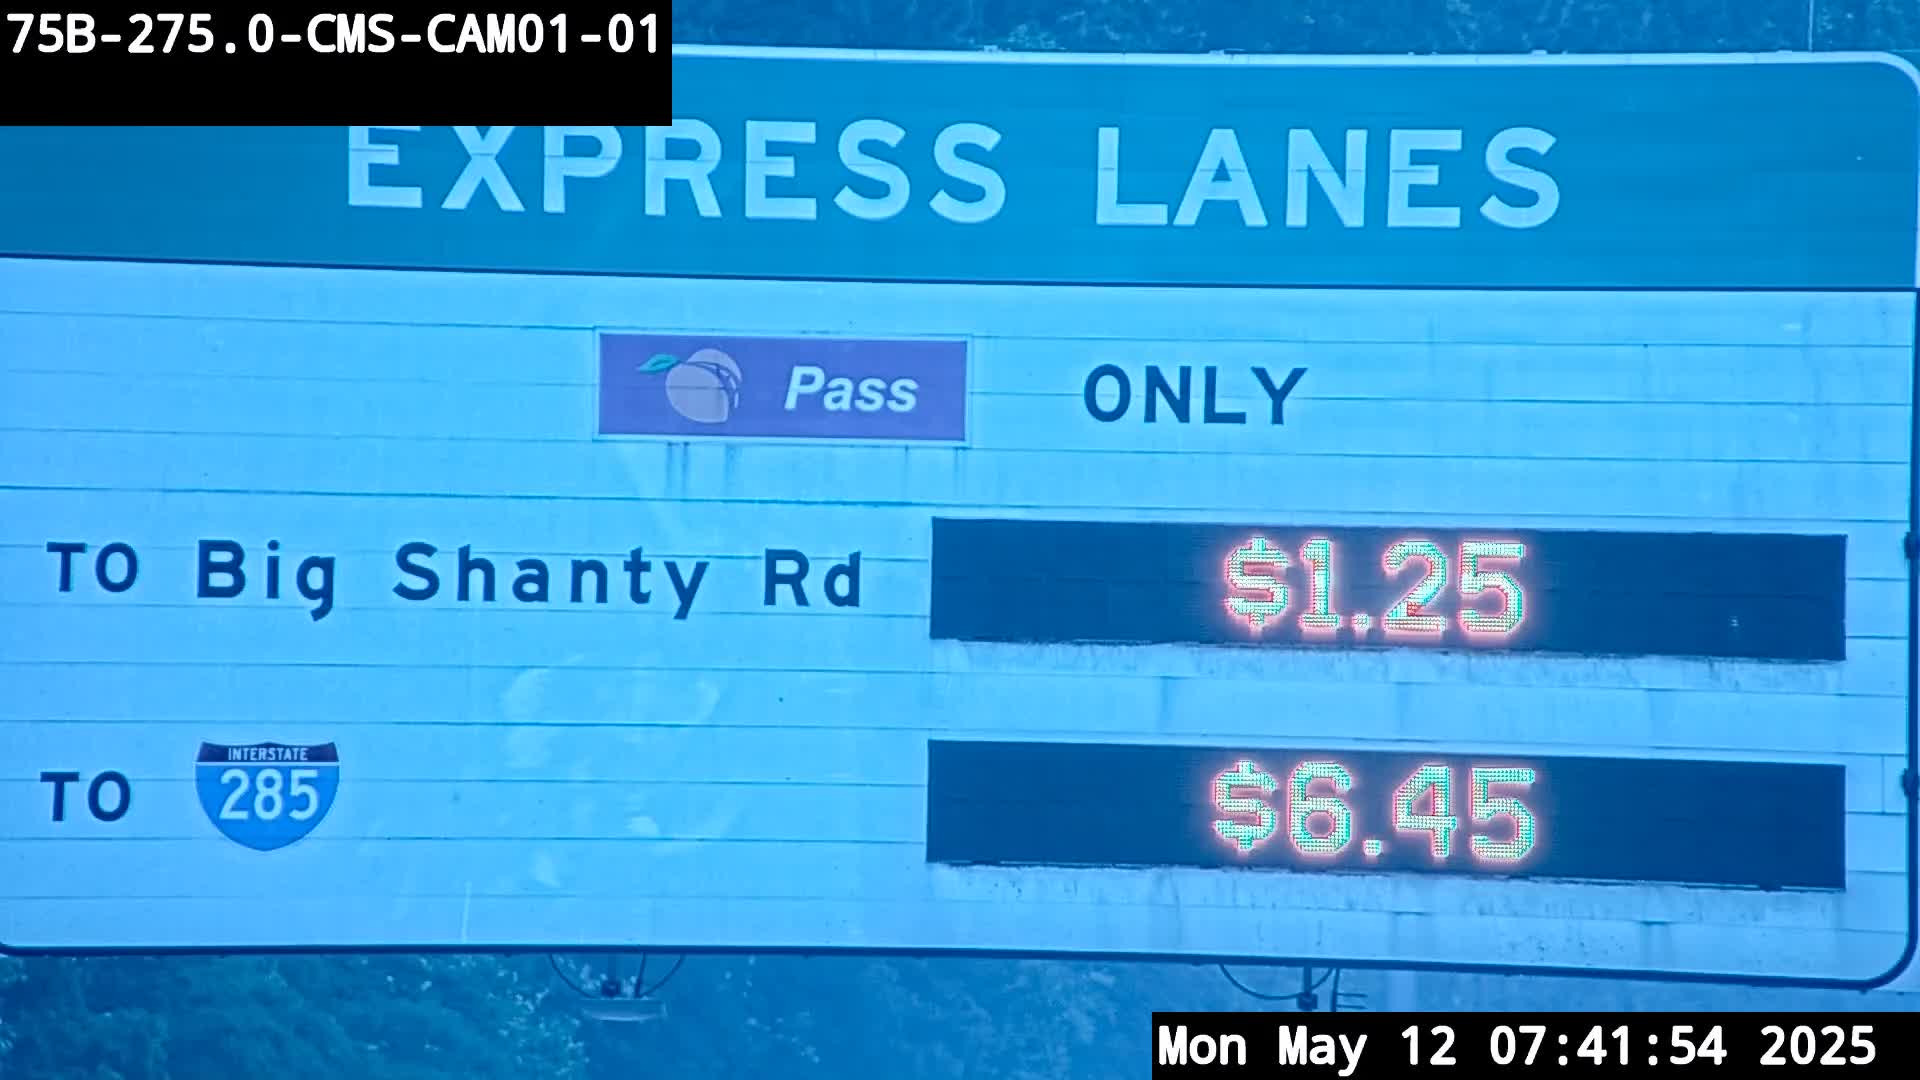 75B-275.0-CMS-CAM01-01
EXPRESS LANES
Pass ONLY
TO Big Shanty Rd $1.25
INTERSTATE
TO 285 $6.45
Mon May 12 07:41:54 2025